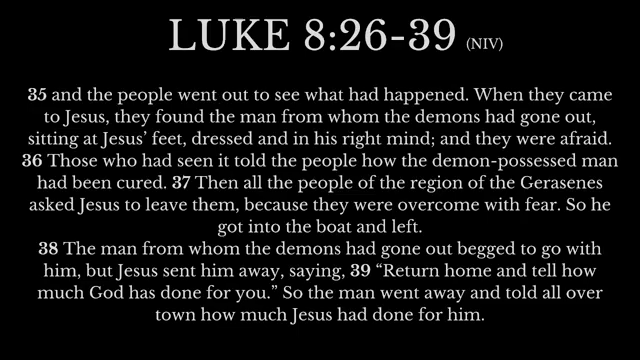 LUKE 8:26-39 (NIV)
35 and the people went out to see what had happened. When they came
to Jesus, they found the man from whom the demons had gone out,
sitting at Jesus’ feet, dressed and in his right mind; and they were afraid.
36 Those who had seen it told the people how the demon-possessed man
had been cured. 37 Then all the people of the region of the Gerasenes
asked Jesus to leave them, because they were overcome with fear. So he
got into the boat and left.
38 The man from whom the demons had gone out begged to go with
him, but Jesus sent him away, saying, 39 “Return home and tell how
much God has done for you.” So the man went away and told all over
town how much Jesus had done for him.